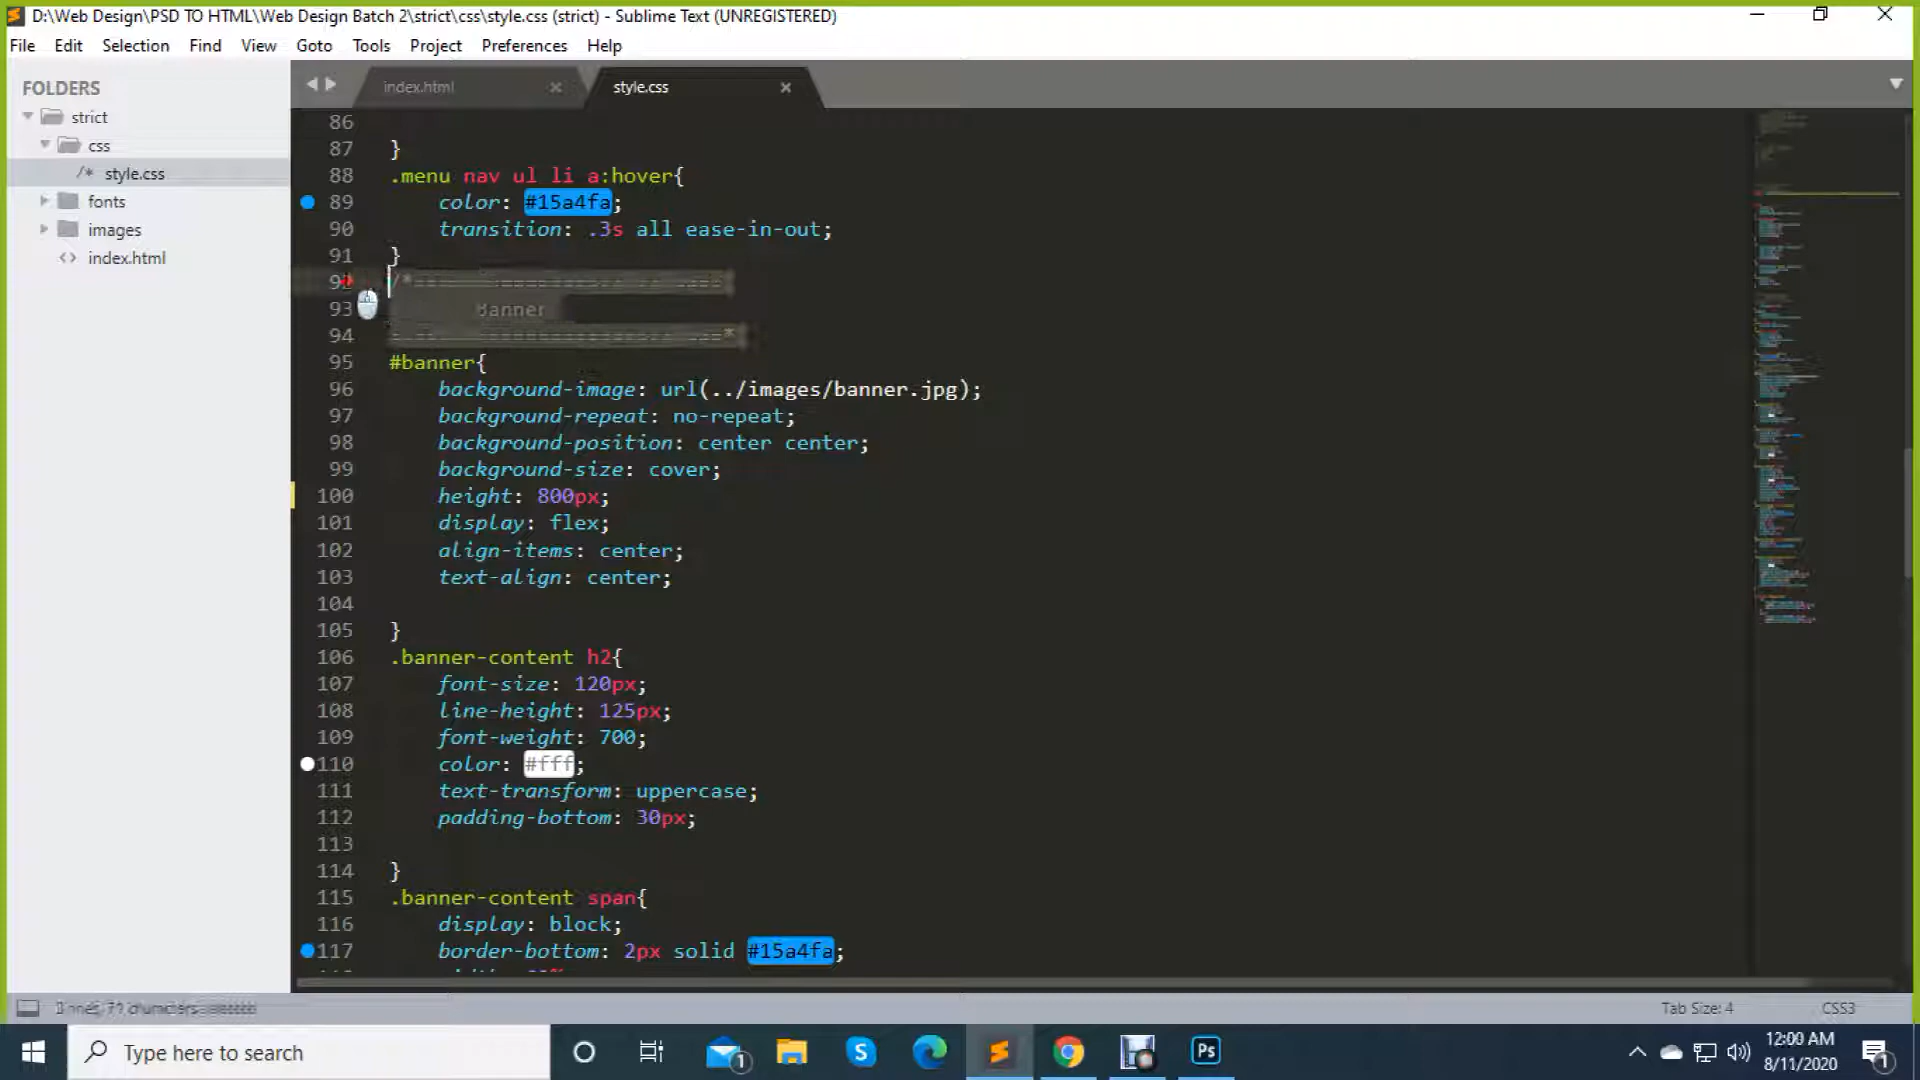 D:\Web Design\PSD TO HTML\Web Design Batch 2\strict\css\style.css (strict) - Sublime Text (UNREGISTERED)
File Edit Selection Find View Goto Tools Project Preferences Help
FOLDERS
strict
css
/* style.css
fonts
images
<> index.html
index.html
style.css
86
87 }
88 .menu nav ul li a:hover{
89 color: #15a4fa;
90 transition: .3s all ease-in-out;
91 }
92 /*
93 Banner
94 *
95 #banner{
96 background-image: url(../images/banner.jpg);
97 background-repeat: no-repeat;
98 background-position: center center;
99 background-size: cover;
100 height: 800px;
101 display: flex;
102 align-items: center;
103 text-align: center;
104
105 }
106 .banner-content h2{
107 font-size: 120px;
108 line-height: 125px;
109 font-weight: 700;
110 color: #fff;
111 text-transform: uppercase;
112 padding-bottom: 30px;
113
114 }
115 .banner-content span{
116 display: block;
117 border-bottom: 2px solid #15a4fa;
Tab Size: 4
CSS3
Type here to search
1
Ps
12:00 AM
8/11/2020
1